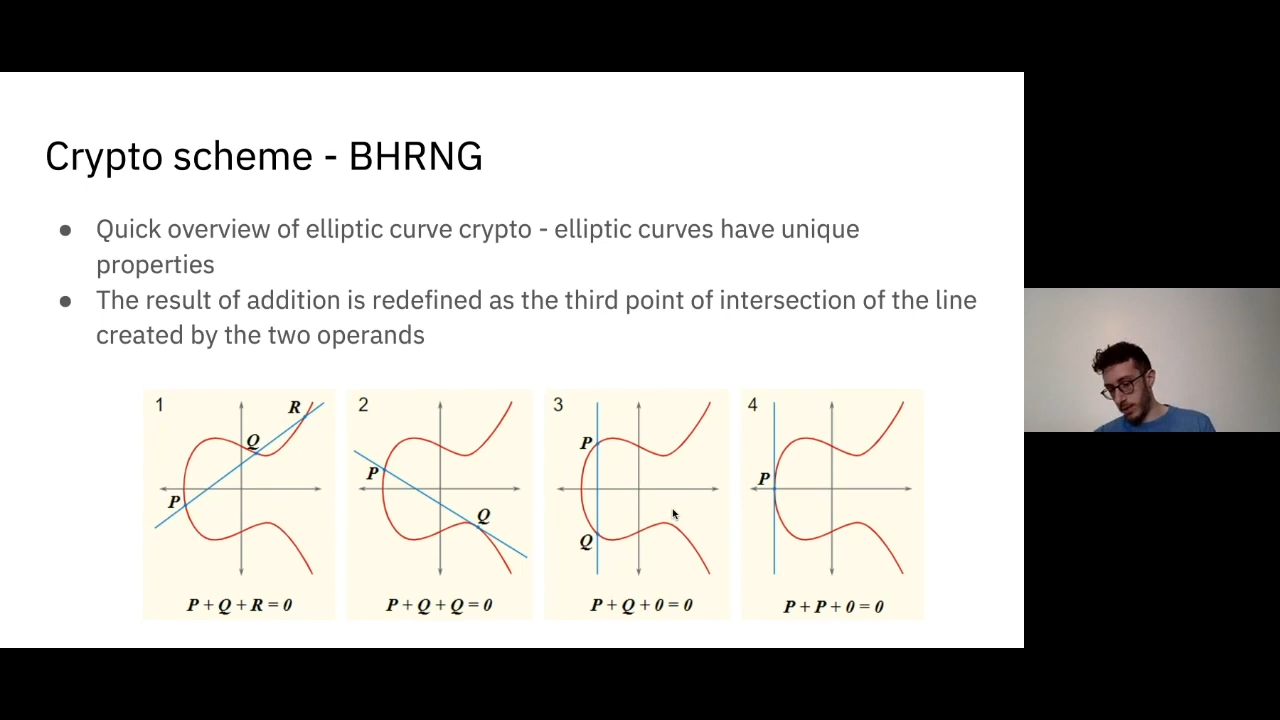 Crypto scheme - BHRNG
● Quick overview of elliptic curve crypto - elliptic curves have unique
properties
● The result of addition is redefined as the third point of intersection of the line
created by the two operands
1
R
Q
P
P + Q + R = 0
2
P
Q
P + Q + Q = 0
3
P
Q
P + Q + 0 = 0
4
P
P + P + 0 = 0